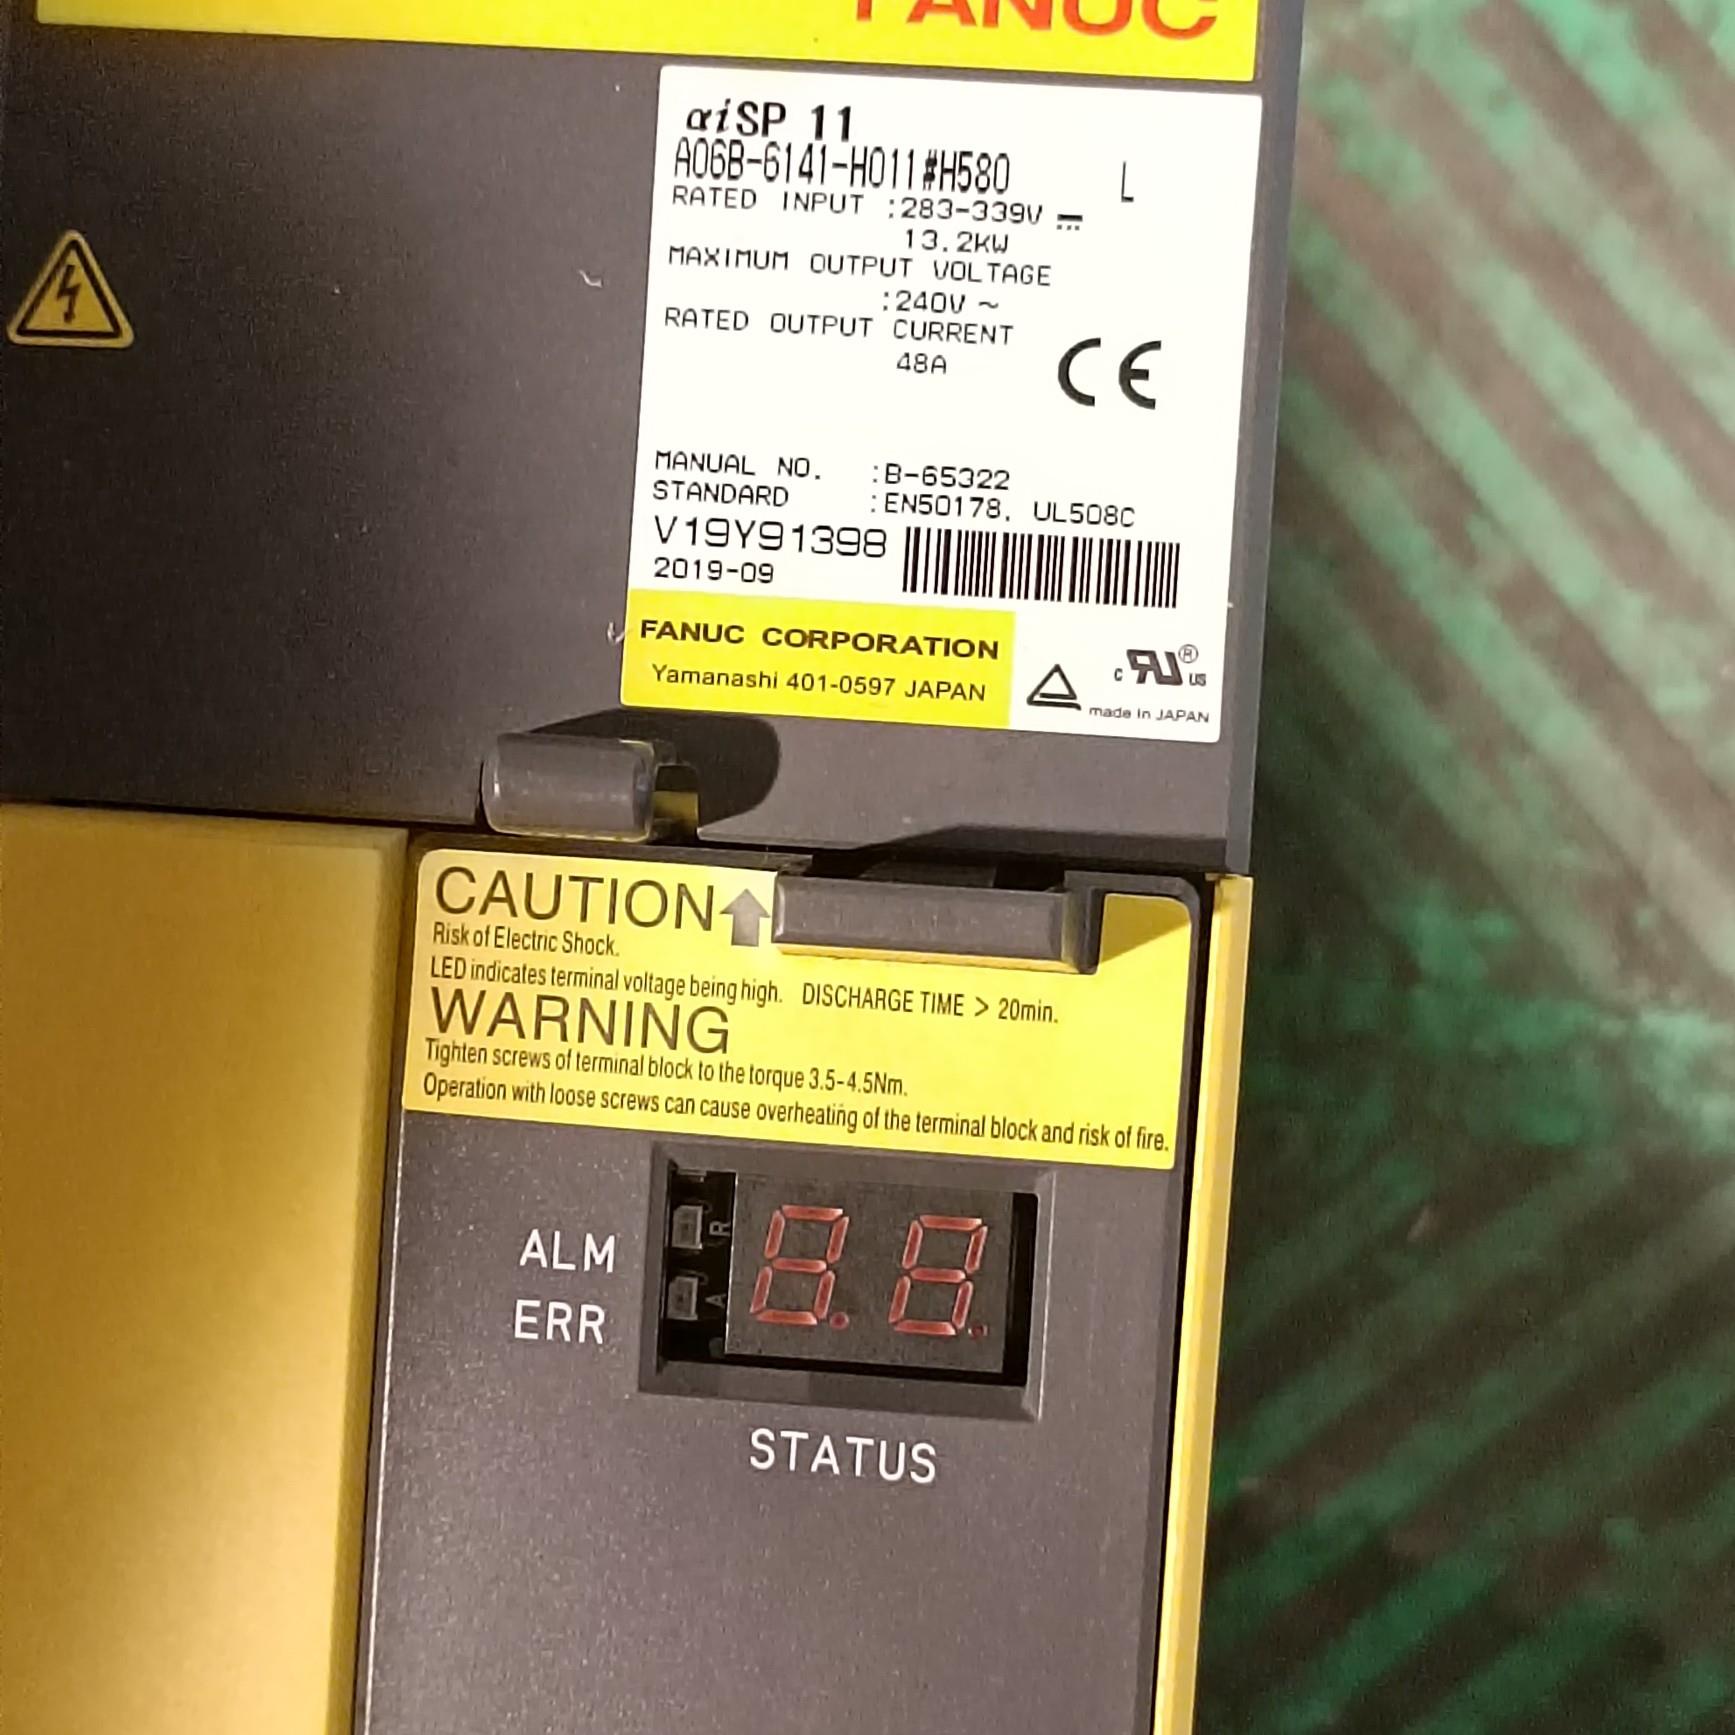 FANUC
αiSP 11
A06B-6141-H011#H580 L
RATED INPUT :283-339V ⎓
13.2KW
MAXIMUM OUTPUT VOLTAGE
:240V ~
RATED OUTPUT CURRENT
48A
CE
MANUAL NO. :B-65322
STANDARD :EN50178, UL508C
V19Y91398
2019-09
FANUC CORPORATION
Yamanashi 401-0597 JAPAN
c RU ® US
made in JAPAN
CAUTION
Risk of Electric Shock.
LED indicates terminal voltage being high. DISCHARGE TIME > 20min.
WARNING
Tighten screws of terminal block to the torque 3.5-4.5Nm.
Operation with loose screws can cause overheating of the terminal block and risk of fire.
ALM R
ERR A
8.8.
STATUS